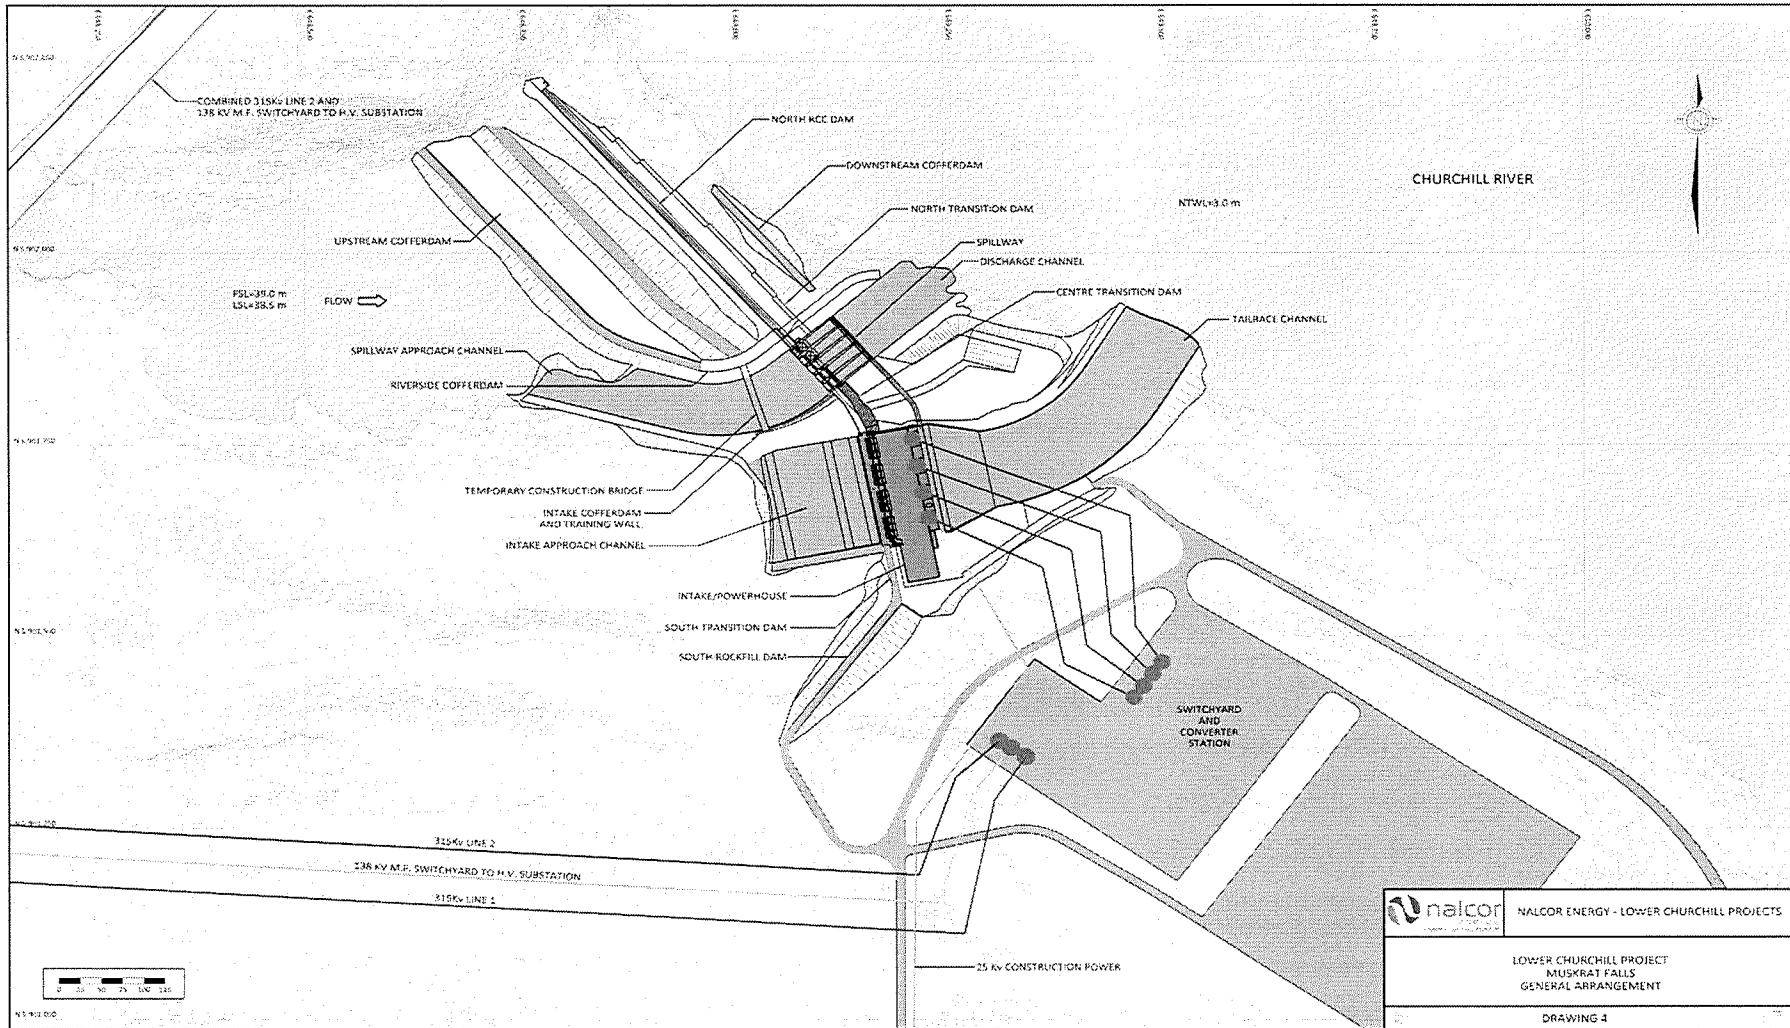 COMBINED 315Kv LINE 2 AND
138 KV M.F. SWITCHYARD TO H.V. SUBSTATION
NORTH RCC DAM
DOWNSTREAM COFFERDAM
CHURCHILL RIVER
NTWL=3.0 m
NORTH TRANSITION DAM
UPSTREAM COFFERDAM
SPILLWAY
DISCHARGE CHANNEL
FSL=39.0 m
LSL=38.5 m
FLOW
CENTRE TRANSITION DAM
TAILRACE CHANNEL
SPILLWAY APPROACH CHANNEL
RIVERSIDE COFFERDAM
TEMPORARY CONSTRUCTION BRIDGE
INTAKE COFFERDAM
AND TRAINING WALL
INTAKE APPROACH CHANNEL
INTAKE/POWERHOUSE
SOUTH TRANSITION DAM
SOUTH ROCKFILL DAM
SWITCHYARD
AND
CONVERTER
STATION
315Kv LINE 2
138 KV M.F. SWITCHYARD TO H.V. SUBSTATION
315Kv LINE 1
25 Kv CONSTRUCTION POWER
nalcor
NALCOR ENERGY - LOWER CHURCHILL PROJECTS
LOWER CHURCHILL PROJECT
MUSKRAT FALLS
GENERAL ARRANGEMENT
DRAWING 4